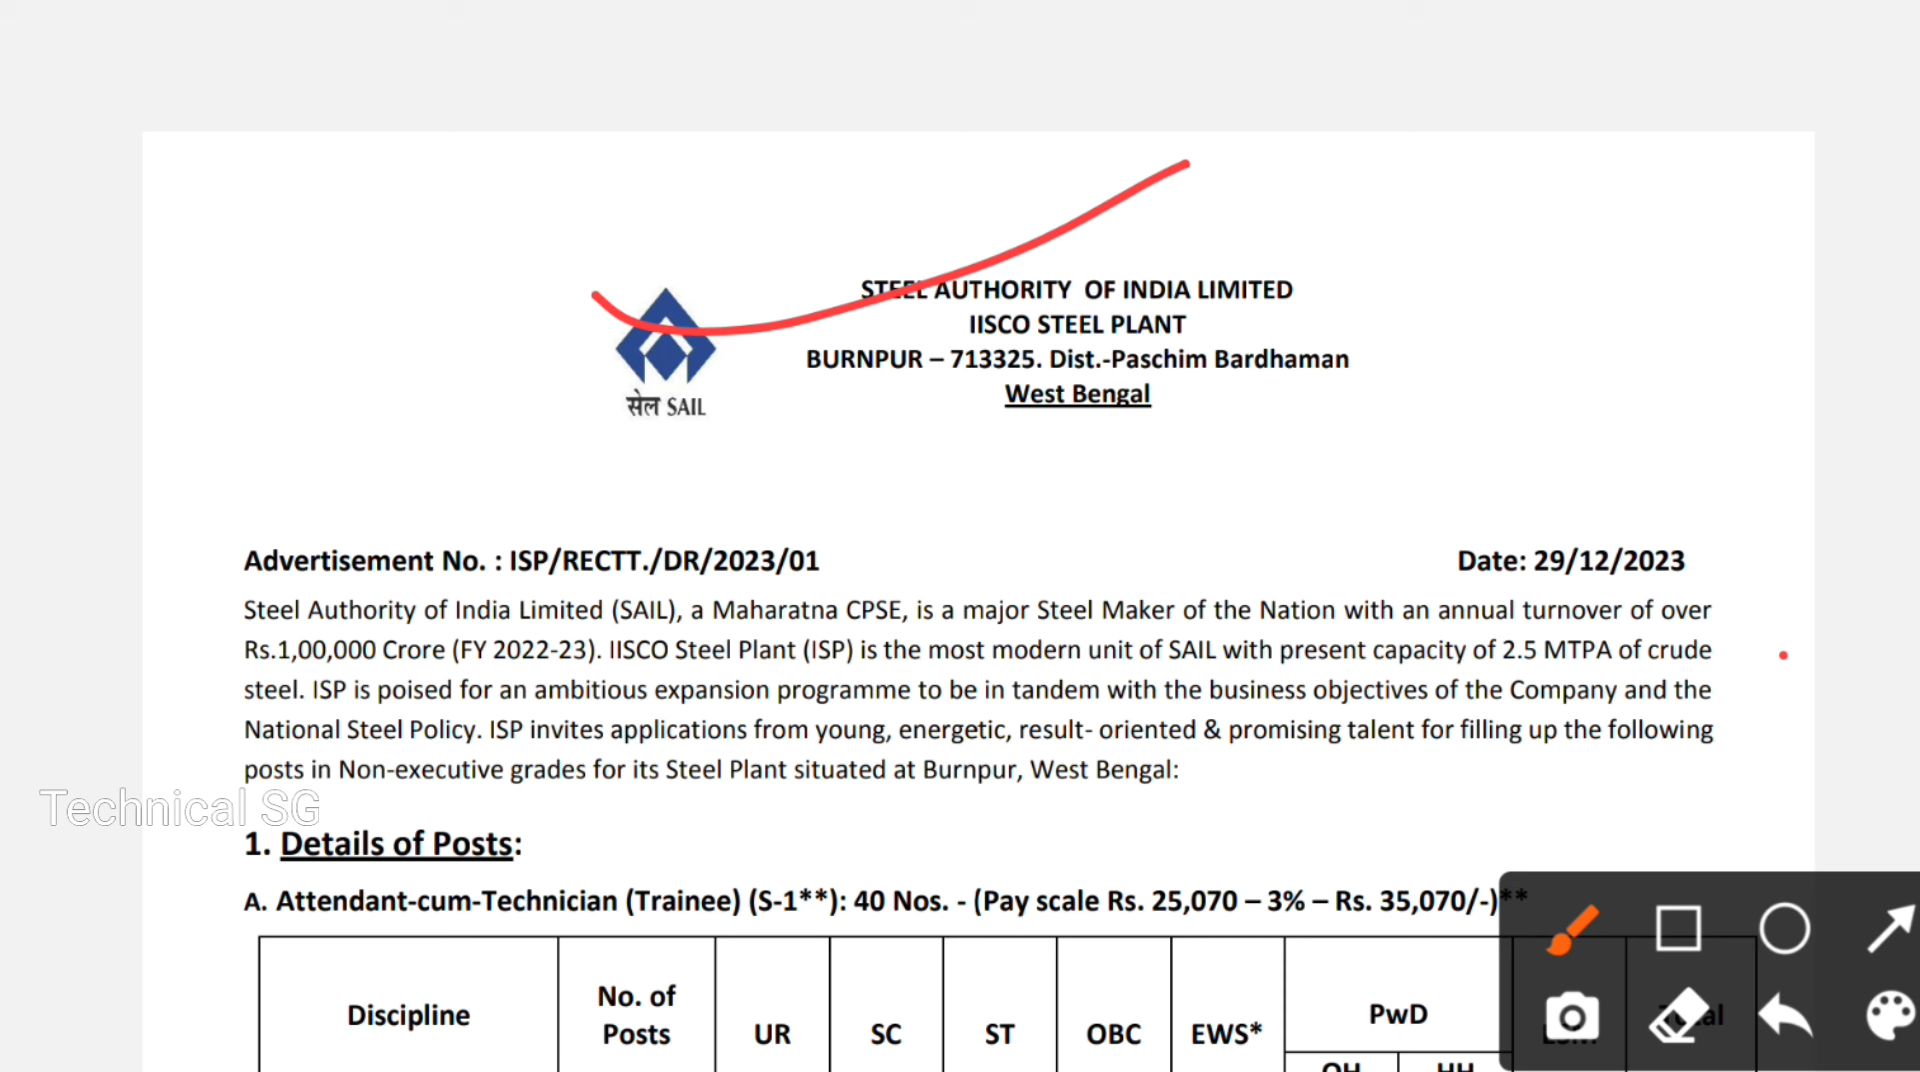 STEEL AUTHORITY OF INDIA LIMITED
IISCO STEEL PLANT
BURNPUR – 713325. Dist.-Paschim Bardhaman
West Bengal
सेल SAIL
Advertisement No. : ISP/RECTT./DR/2023/01
Date: 29/12/2023
Steel Authority of India Limited (SAIL), a Maharatna CPSE, is a major Steel Maker of the Nation with an annual turnover of over
Rs.1,00,000 Crore (FY 2022-23). IISCO Steel Plant (ISP) is the most modern unit of SAIL with present capacity of 2.5 MTPA of crude
steel. ISP is poised for an ambitious expansion programme to be in tandem with the business objectives of the Company and the
National Steel Policy. ISP invites applications from young, energetic, result- oriented & promising talent for filling up the following
posts in Non-executive grades for its Steel Plant situated at Burnpur, West Bengal:
Technical SG
1. Details of Posts:
A. Attendant-cum-Technician (Trainee) (S-1**): 40 Nos. - (Pay scale Rs. 25,070 – 3% – Rs. 35,070/-)**
Discipline
No. of
Posts
UR
SC
ST
OBC
EWS*
PwD
OH
HH